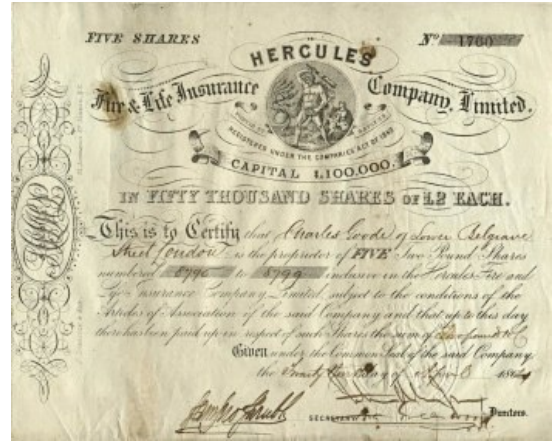 FIVE SHARES
No 1760
HERCULES
Fire & Life Insurance Company, Limited.
REGISTERED UNDER THE COMPANIES ACT OF 1862
CAPITAL £100,000.
IN FIFTY THOUSAND SHARES OF £2 EACH.
This is to Certify that Charles Goode of Lower Belgrave
Street London is the proprietor of FIVE Two Pound Shares
numbered 8795 to 8799 inclusive in the Hercules Fire and
Life Insurance Company Limited, subject to the conditions of the
Articles of Association of the said Company and that up to this day
there has been paid up in respect of such Shares the sum of
Given under the Common Seal of the said Company
the day of 186
SECRETARY
Directors.